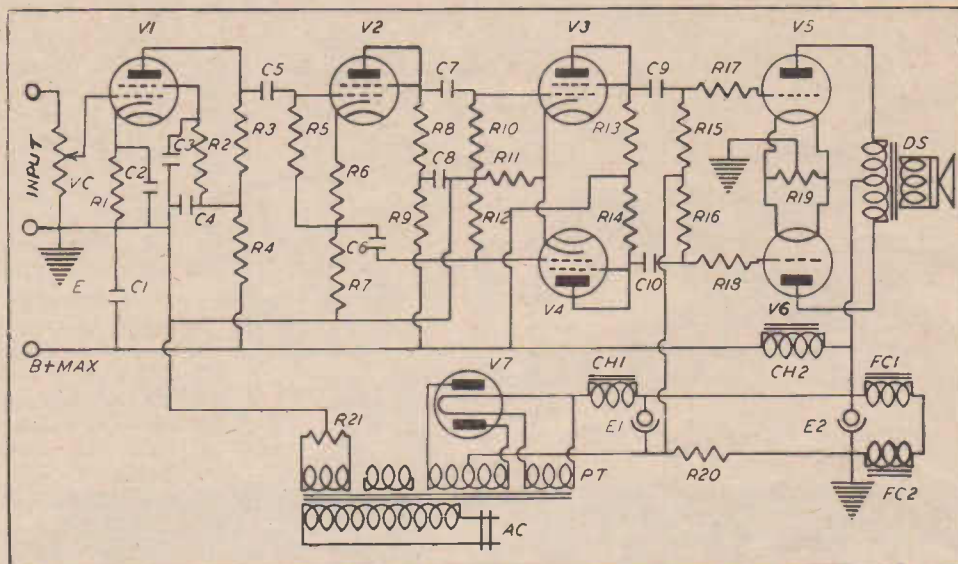 V1
V2
V3
V5
INPUT
VC
R1
C2
C3
R2
C4
R3
C5
R5
R6
R8
C7
R10
C8
R11
R9
R12
R13
C9
R17
R15
R19
DS
E
C1
R4
C6
R7
R14
C10
R16
R18
V4
V6
B+MAX
CH2
FC1
V7
CH1
R21
E1
E2
PT
R20
FC2
AC